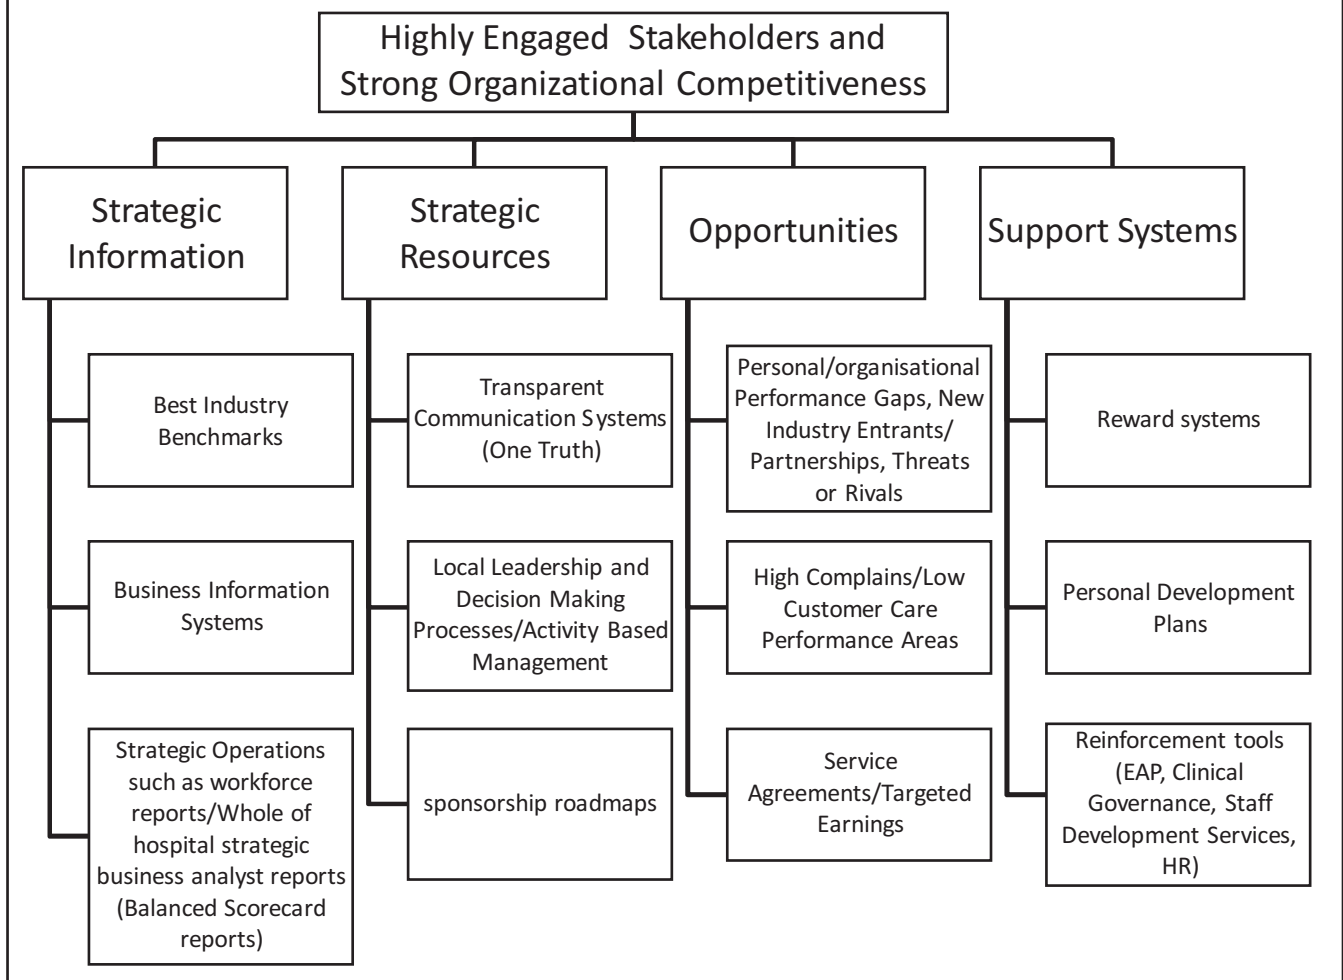 Highly Engaged Stakeholders and
Strong Organizational Competitiveness
Strategic
Information
Best Industry
Benchmarks
Business Information
Systems
Strategic Operations
such as workforce
reports/Whole of
hospital strategic
business analyst reports
(Balanced Scorecard
reports)
Strategic
Resources
Transparent
Communication Systems
(One Truth)
Local Leadership and
Decision Making
Processes/Activity Based
Management
sponsorship roadmaps
Opportunities
Personal/organisational
Performance Gaps, New
Industry Entrants/
Partnerships, Threats
or Rivals
High Complains/Low
Customer Care
Performance Areas
Service
Agreements/Targeted
Earnings
Support Systems
Reward systems
Personal Development
Plans
Reinforcement tools
(EAP, Clinical
Governance, Staff
Development Services,
HR)